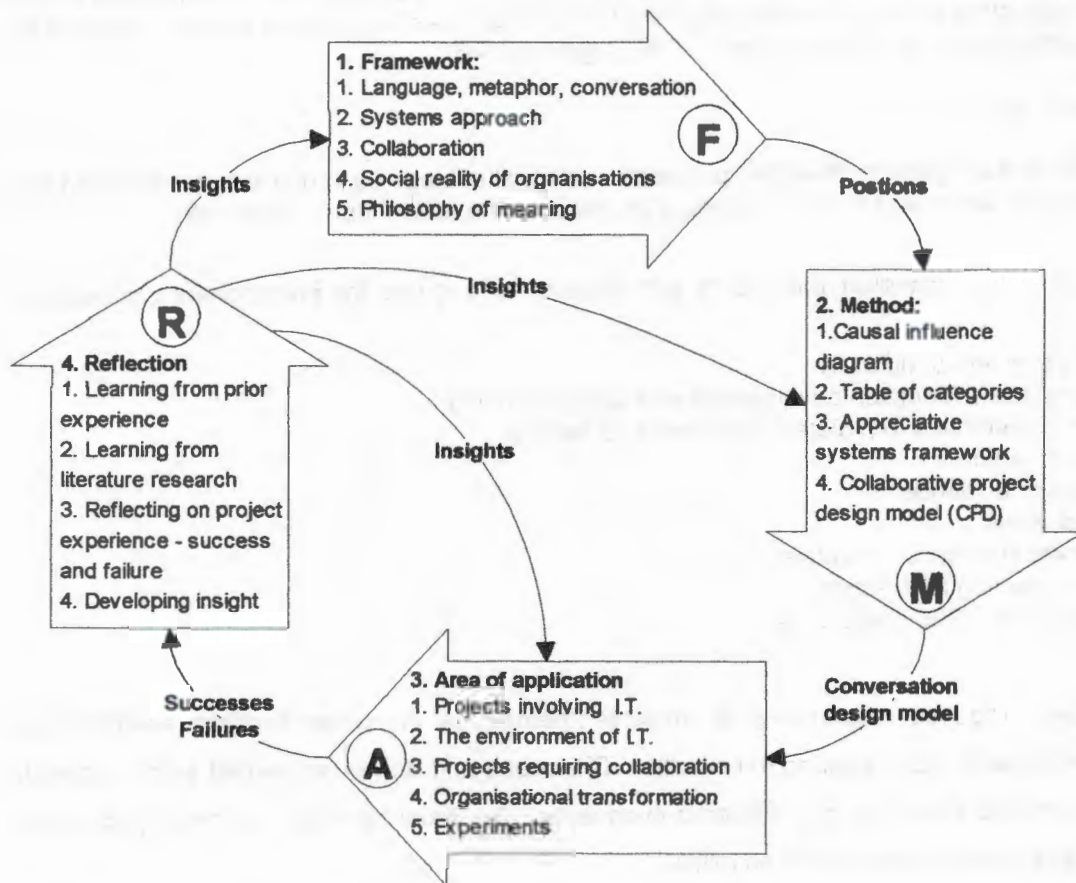 1. Framework:
1. Language, metaphor, conversation
2. Systems approach
3. Collaboration
4. Social reality of orgnanisations
5. Philosophy of mearing
F
Insights
Postions
Insights
2. Method:
1.Causal influence
diagram
2. Table of categories
3. Appreciative
systems framework
4. Collaborative project
design model (CPD)
M
R
4. Reflection
1. Learning from prior
experience
2. Learning from
literature research
3. Reflecting on project
experience - success
and failure
4. Developing insight
Insights
Successes
Failures
Conversation
design model
3. Area of application
1. Projects involving I.T.
2. The environment of I.T.
3. Projects requiring collaboration
4. Organisational transformation
5. Experiments
A